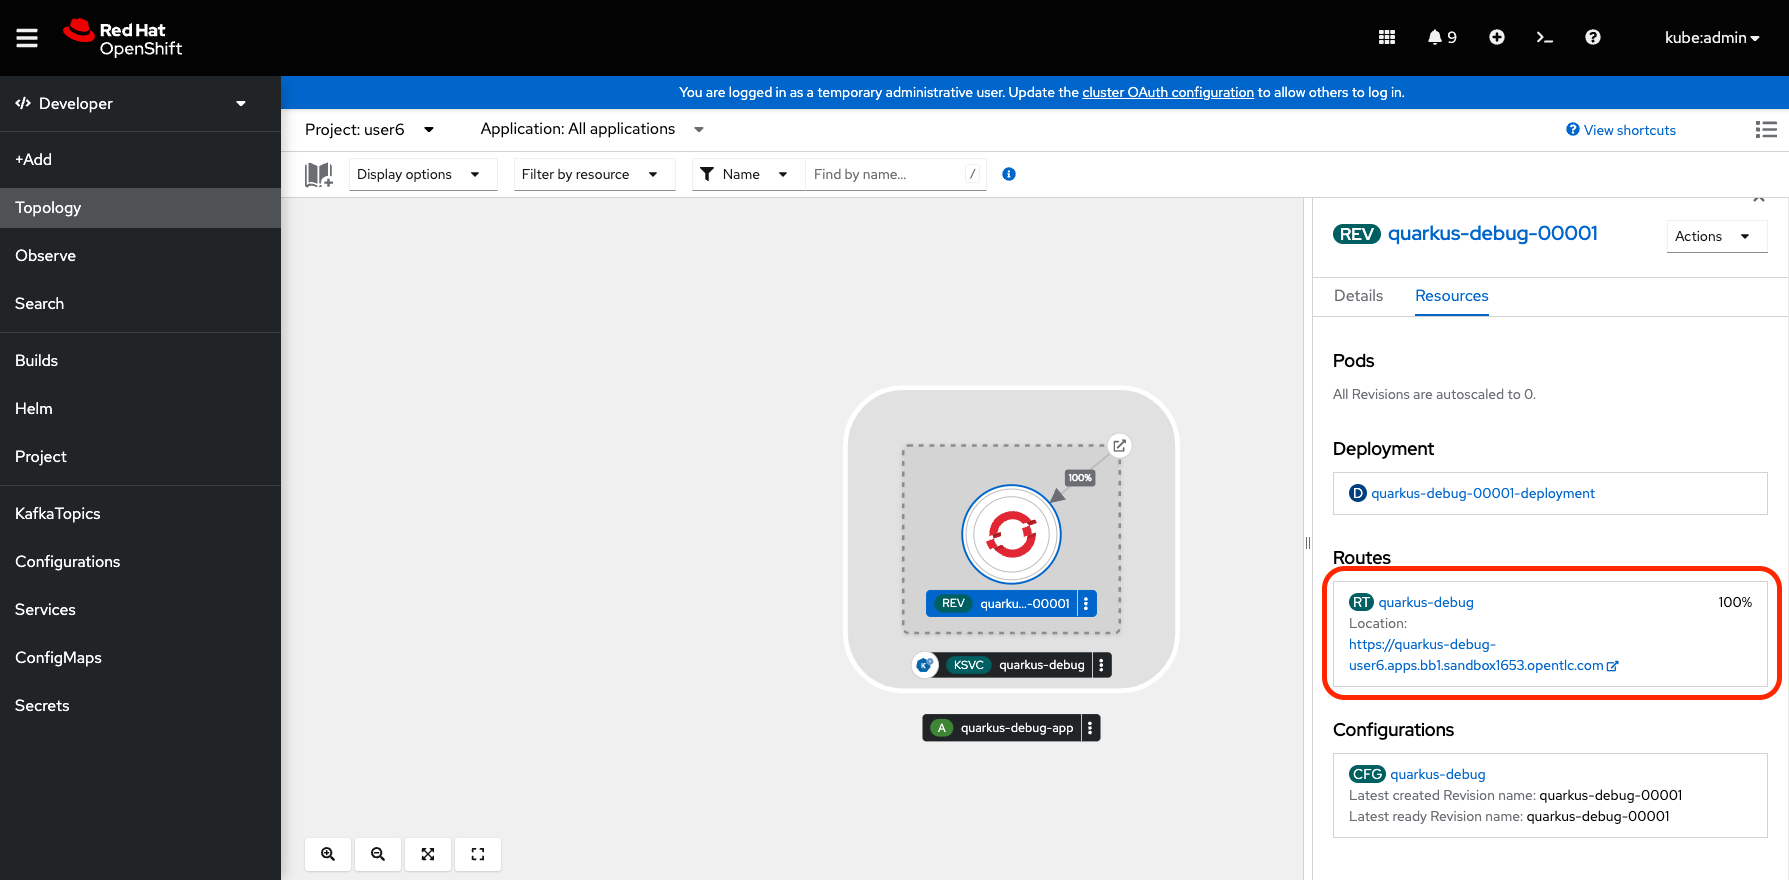 Red Hat
OpenShift
9
kube:admin
Developer
You are logged in as a temporary administrative user. Update the cluster OAuth configuration to allow others to log in.
Project: user6
Application: All applications
View shortcuts
+Add
Topology
Observe
Search
Builds
Helm
Project
KafkaTopics
Configurations
Services
ConfigMaps
Secrets
Display options
Filter by resource
Name
Find by name...
/
100%
REV quarku...-00001
KSVC quarkus-debug
A quarkus-debug-app
REV quarkus-debug-00001
Actions
Details
Resources
Pods
All Revisions are autoscaled to 0.
Deployment
D quarkus-debug-00001-deployment
Routes
RT quarkus-debug
100%
Location:
https://quarkus-debug-
user6.apps.bb1.sandbox1653.opentlc.com
Configurations
CFG quarkus-debug
Latest created Revision name: quarkus-debug-00001
Latest ready Revision name: quarkus-debug-00001